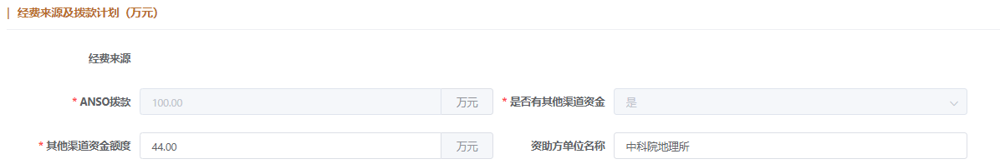 经费来源及拨款计划（万元）
经费来源
* ANSO拨款 100.00 万元 * 是否有其他渠道资金 是
* 其他渠道资金额度 44.00 万元 资助方单位名称 中科院地理所